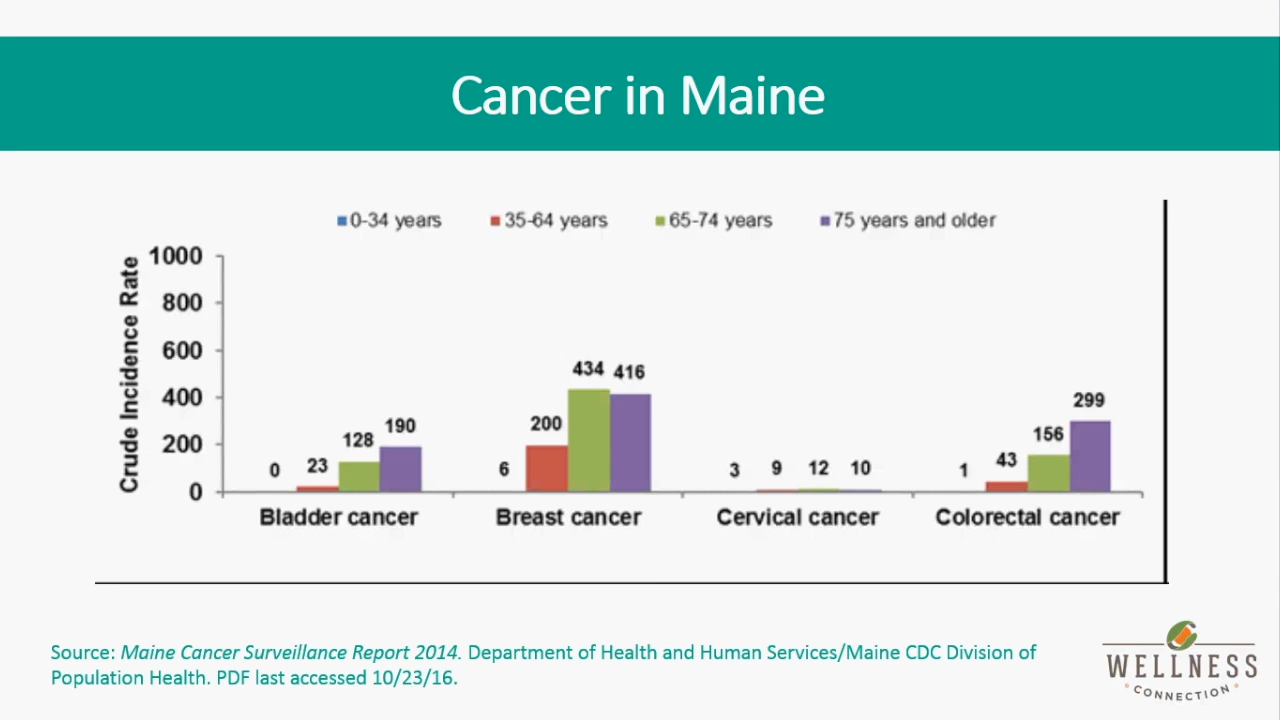 Cancer in Maine
0-34 years 35-64 years 65-74 years 75 years and older
Crude Incidence Rate
1000
800
600
400
200
0
0 23 128 190
6 200 434 416
3 9 12 10
1 43 156 299
Bladder cancer Breast cancer Cervical cancer Colorectal cancer
Source: Maine Cancer Surveillance Report 2014. Department of Health and Human Services/Maine CDC Division of
Population Health. PDF last accessed 10/23/16.
WELLNESS
CONNECTION